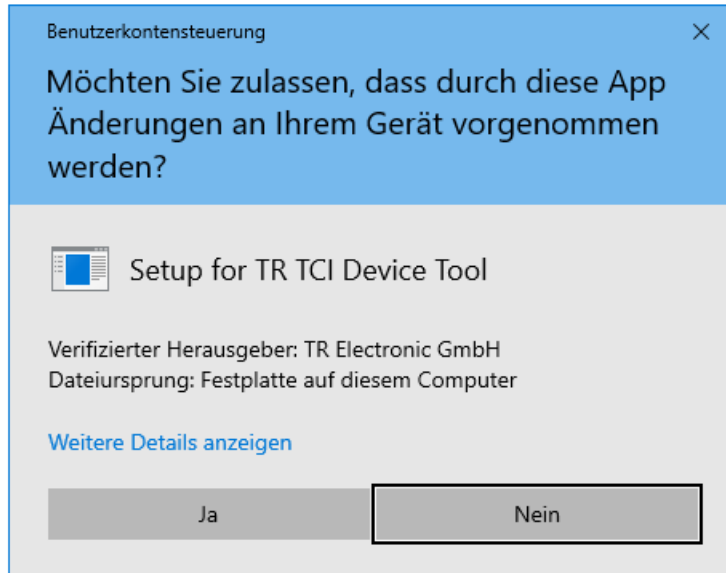 Benutzerkontensteuerung
Möchten Sie zulassen, dass durch diese App
Änderungen an Ihrem Gerät vorgenommen
werden?
Setup for TR TCI Device Tool
Verifizierter Herausgeber: TR Electronic GmbH
Dateiursprung: Festplatte auf diesem Computer
Weitere Details anzeigen
Ja
Nein